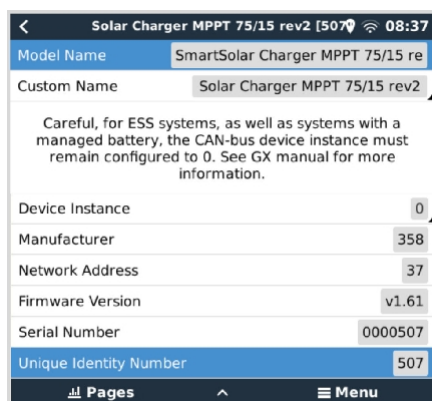 Solar Charger MPPT 75/15 rev2 [507 08:37
Model Name SmartSolar Charger MPPT 75/15 re
Custom Name Solar Charger MPPT 75/15 rev2
Careful, for ESS systems, as well as systems with a
managed battery, the CAN-bus device instance must
remain configured to 0. See GX manual for more
information.
Device Instance 0
Manufacturer 358
Network Address 37
Firmware Version v1.61
Serial Number 0000507
Unique Identity Number 507
Pages Menu